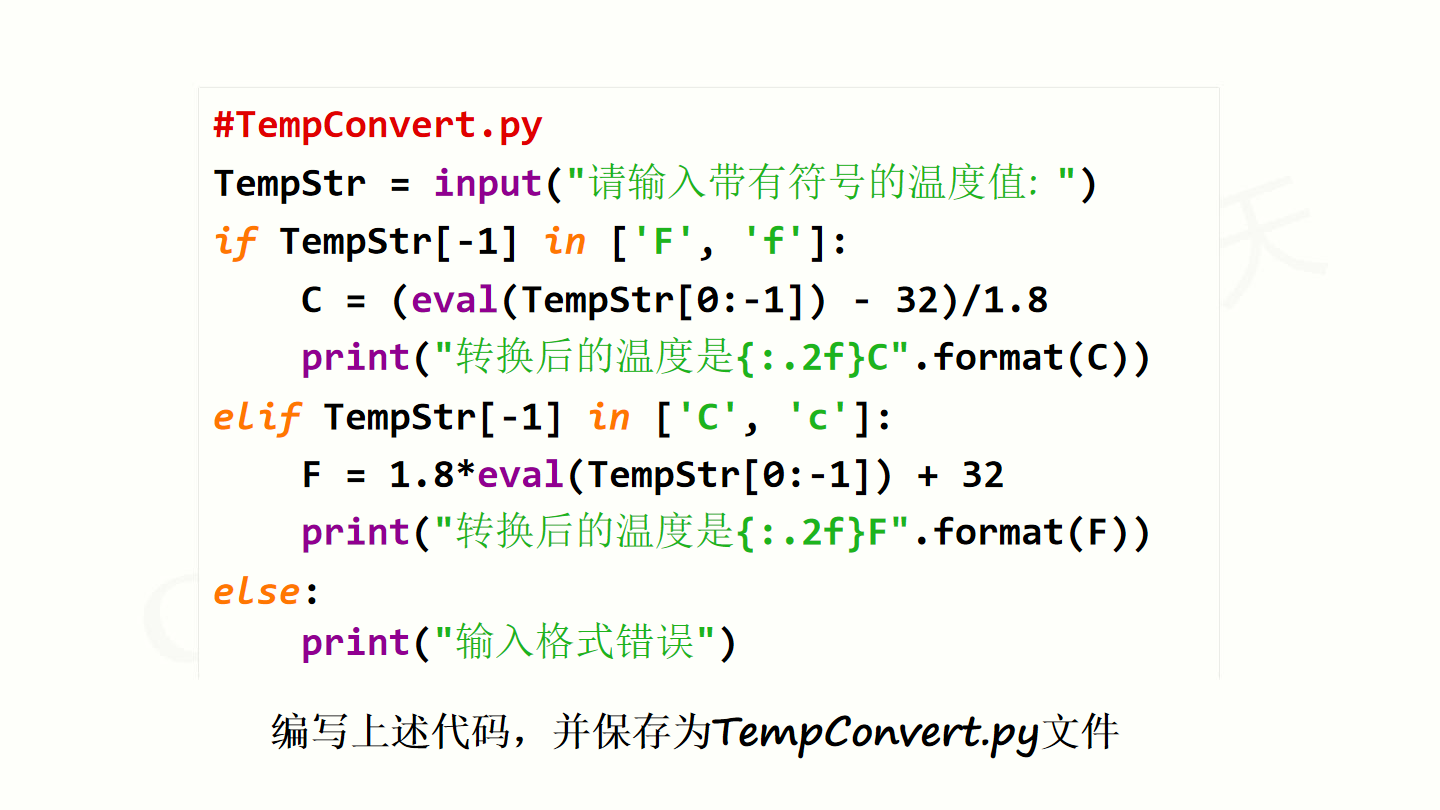 #TempConvert.py
TempStr = input("请输入带有符号的温度值: ")
if TempStr[-1] in ['F', 'f']:
    C = (eval(TempStr[0:-1]) - 32)/1.8
    print("转换后的温度是{:.2f}C".format(C))
elif TempStr[-1] in ['C', 'c']:
    F = 1.8*eval(TempStr[0:-1]) + 32
    print("转换后的温度是{:.2f}F".format(F))
else:
    print("输入格式错误")
编写上述代码，并保存为TempConvert.py文件